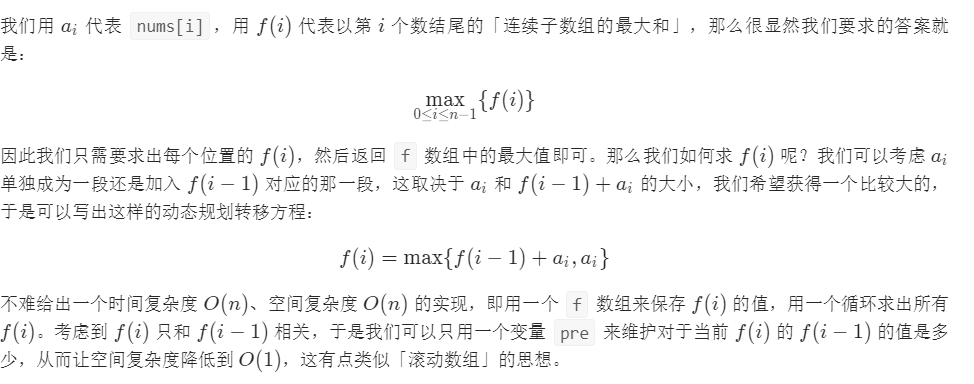 我们用 aᵢ 代表 nums[i] ，用 f(i) 代表以第 i 个数结尾的「连续子数组的最大和」，那么很显然我们要求的答案就
是：
max {f(i)}
0≤i≤n−1
因此我们只需要求出每个位置的 f(i)，然后返回 f 数组中的最大值即可。那么我们如何求 f(i) 呢？我们可以考虑 aᵢ
单独成为一段还是加入 f(i − 1) 对应的那一段，这取决于 aᵢ 和 f(i − 1) + aᵢ 的大小，我们希望获得一个比较大的，
于是可以写出这样的动态规划转移方程：
f(i) = max{f(i − 1) + aᵢ, aᵢ}
不难给出一个时间复杂度 O(n)、空间复杂度 O(n) 的实现，即用一个 f 数组来保存 f(i) 的值，用一个循环求出所有
f(i)。考虑到 f(i) 只和 f(i − 1) 相关，于是我们可以只用一个变量 pre 来维护对于当前 f(i) 的 f(i − 1) 的值是多
少，从而让空间复杂度降低到 O(1)，这有点类似「滚动数组」的思想。